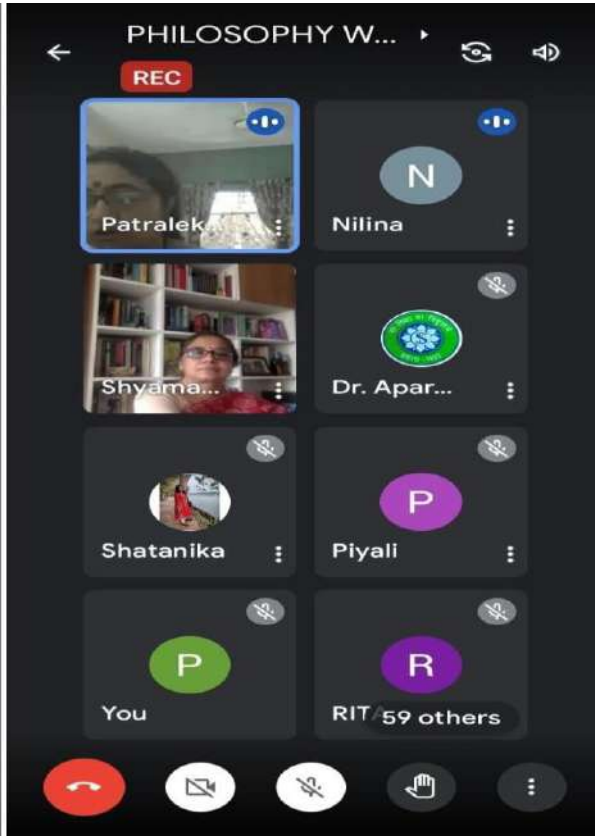 PHILOSOPHY W...
REC
Patralek...
N
Nilina
Shyama...
Dr. Apar...
Shatanika
P
Piyali
P
You
R
RIT
59 others